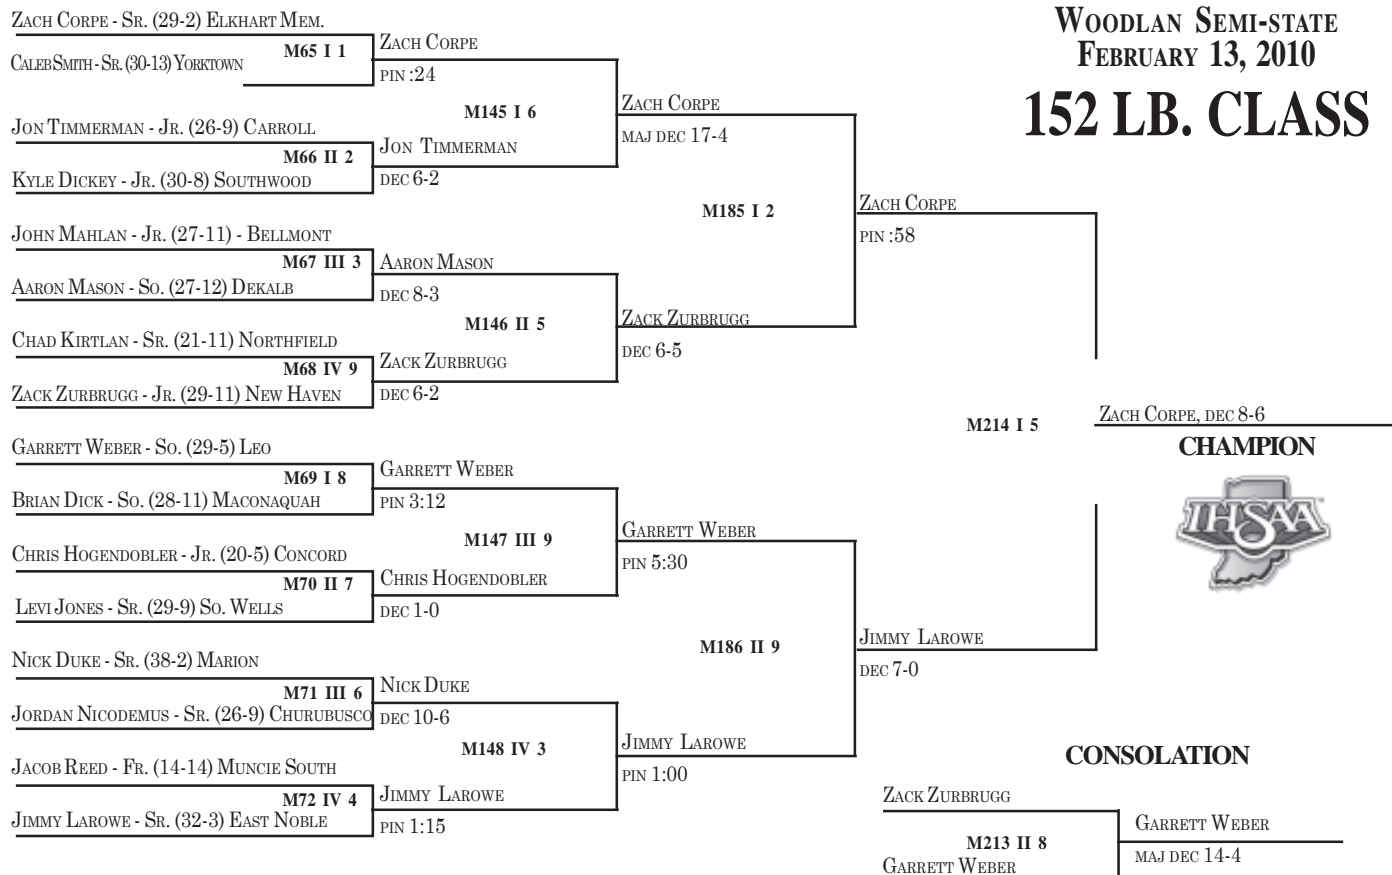 WOODLAN SEMI-STATE
FEBRUARY 13, 2010
152 LB. CLASS
ZACH CORPE - SR. (29-2) ELKHART MEM.
M65 I 1
CALEB SMITH - SR. (30-13) YORKTOWN
ZACH CORPE
PIN :24
JON TIMMERMAN - JR. (26-9) CARROLL
M66 II 2
KYLE DICKEY - JR. (30-8) SOUTHWOOD
JON TIMMERMAN
DEC 6-2
JOHN MAHLAN - JR. (27-11) - BELLMONT
M67 III 3
AARON MASON - SO. (27-12) DEKALB
AARON MASON
DEC 8-3
CHAD KIRTLAN - SR. (21-11) NORTHFIELD
M68 IV 9
ZACK ZURBRUGG - JR. (29-11) NEW HAVEN
ZACK ZURBRUGG
DEC 6-2
GARRETT WEBER - SO. (29-5) LEO
M69 I 8
BRIAN DICK - SO. (28-11) MACONAQUAH
GARRETT WEBER
PIN 3:12
CHRIS HOGENDOBLER - JR. (20-5) CONCORD
M70 II 7
LEVI JONES - SR. (29-9) SO. WELLS
CHRIS HOGENDOBLER
DEC 1-0
NICK DUKE - SR. (38-2) MARION
M71 III 6
JORDAN NICODEMUS - SR. (26-9) CHURUBUSCO
NICK DUKE
DEC 10-6
JACOB REED - FR. (14-14) MUNCIE SOUTH
M72 IV 4
JIMMY LAROWE - SR. (32-3) EAST NOBLE
JIMMY LAROWE
PIN 1:15
M145 I 6
ZACH CORPE
MAJ DEC 17-4
M146 II 5
ZACK ZURBRUGG
DEC 6-5
M147 III 9
GARRETT WEBER
PIN 5:30
M148 IV 3
JIMMY LAROWE
PIN 1:00
M185 I 2
ZACH CORPE
PIN :58
M186 II 9
JIMMY LAROWE
DEC 7-0
M214 I 5
ZACH CORPE, DEC 8-6
CHAMPION
IHSAA
TM
CONSOLATION
ZACK ZURBRUGG
M213 II 8
GARRETT WEBER
GARRETT WEBER
MAJ DEC 14-4